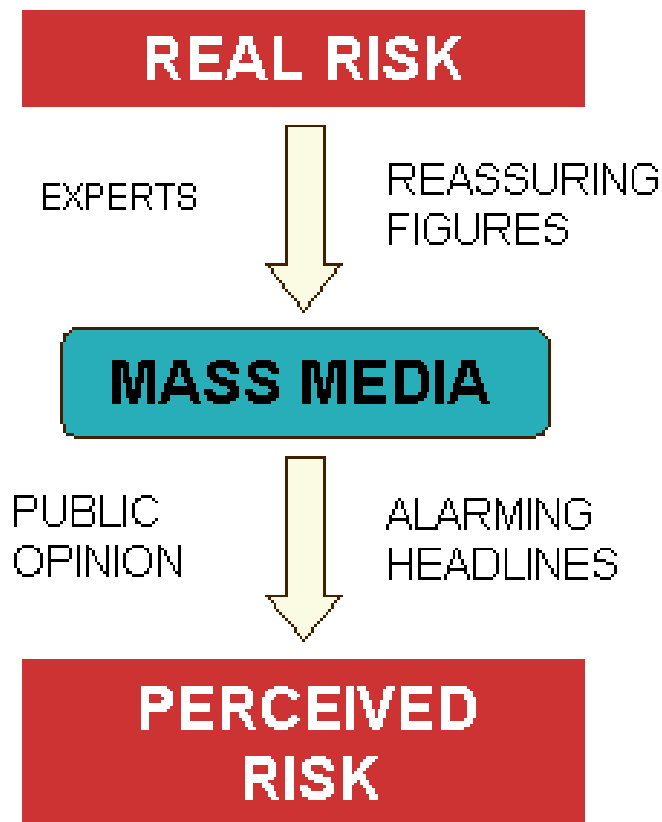 REAL RISK
EXPERTS
REASSURING
FIGURES
MASS MEDIA
PUBLIC
OPINION
ALARMING
HEADLINES
PERCEIVED
RISK